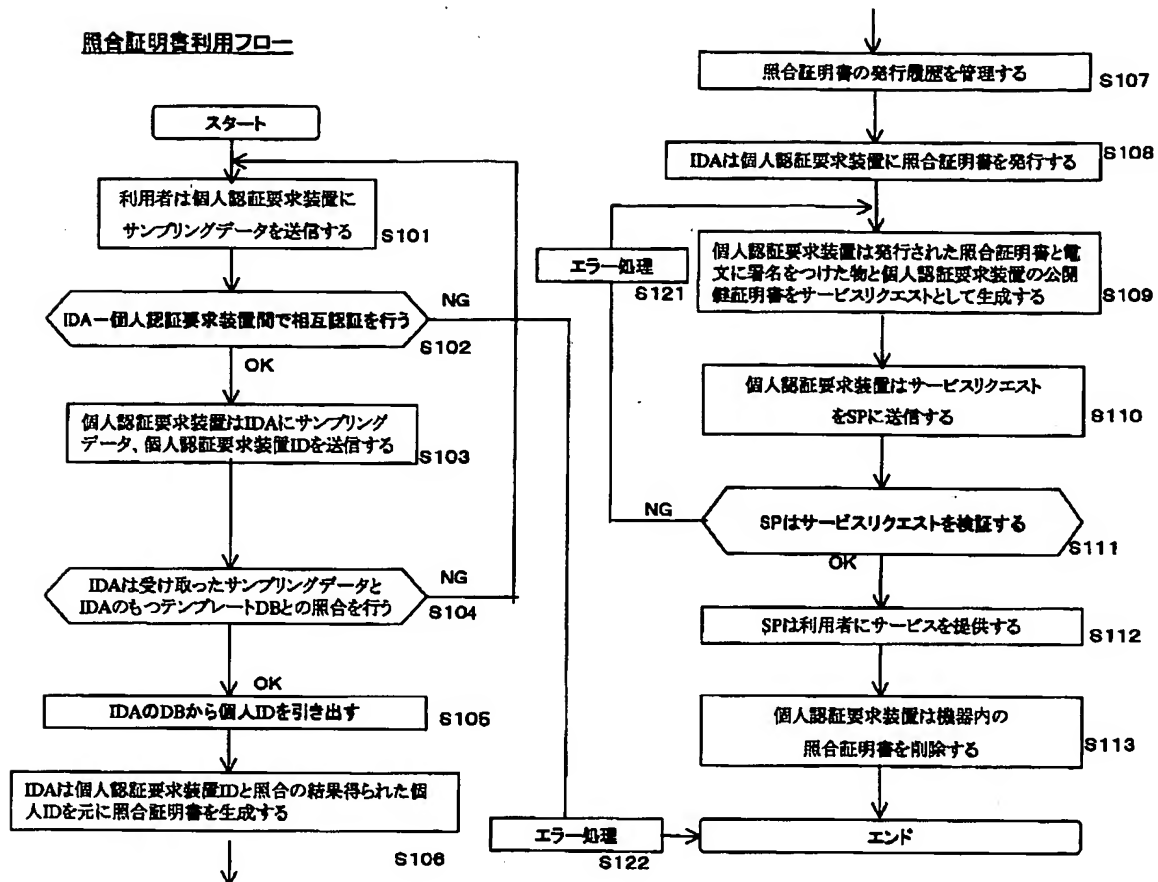 照合証明書利用フロー
スタート
利用者は個人認証要求装置に
サンプリングデータを送信する
S101
IDA－個人認証要求装置間で相互認証を行う
NG
S102
OK
個人認証要求装置はIDAにサンプリング
データ、個人認証要求装置IDを送信する
S103
IDAは受け取ったサンプリングデータと
IDAのもつテンプレートDBとの照合を行う
NG
S104
OK
IDAのDBから個人IDを引き出す
S105
IDAは個人認証要求装置IDと照合の結果得られた個
人IDを元に照合証明書を生成する
S106
照合証明書の発行履歴を管理する
S107
IDAは個人認証要求装置に照合証明書を発行する
S108
エラー処理
S121
個人認証要求装置は発行された照合証明書と電
文に署名をつけた物と個人認証要求装置の公開
鍵証明書をサービスリクエストとして生成する
S109
個人認証要求装置はサービスリクエスト
をSPに送信する
S110
NG
SPはサービスリクエストを検証する
S111
OK
SPは利用者にサービスを提供する
S112
個人認証要求装置は機器内の
照合証明書を削除する
S113
エラー処理
S122
エンド